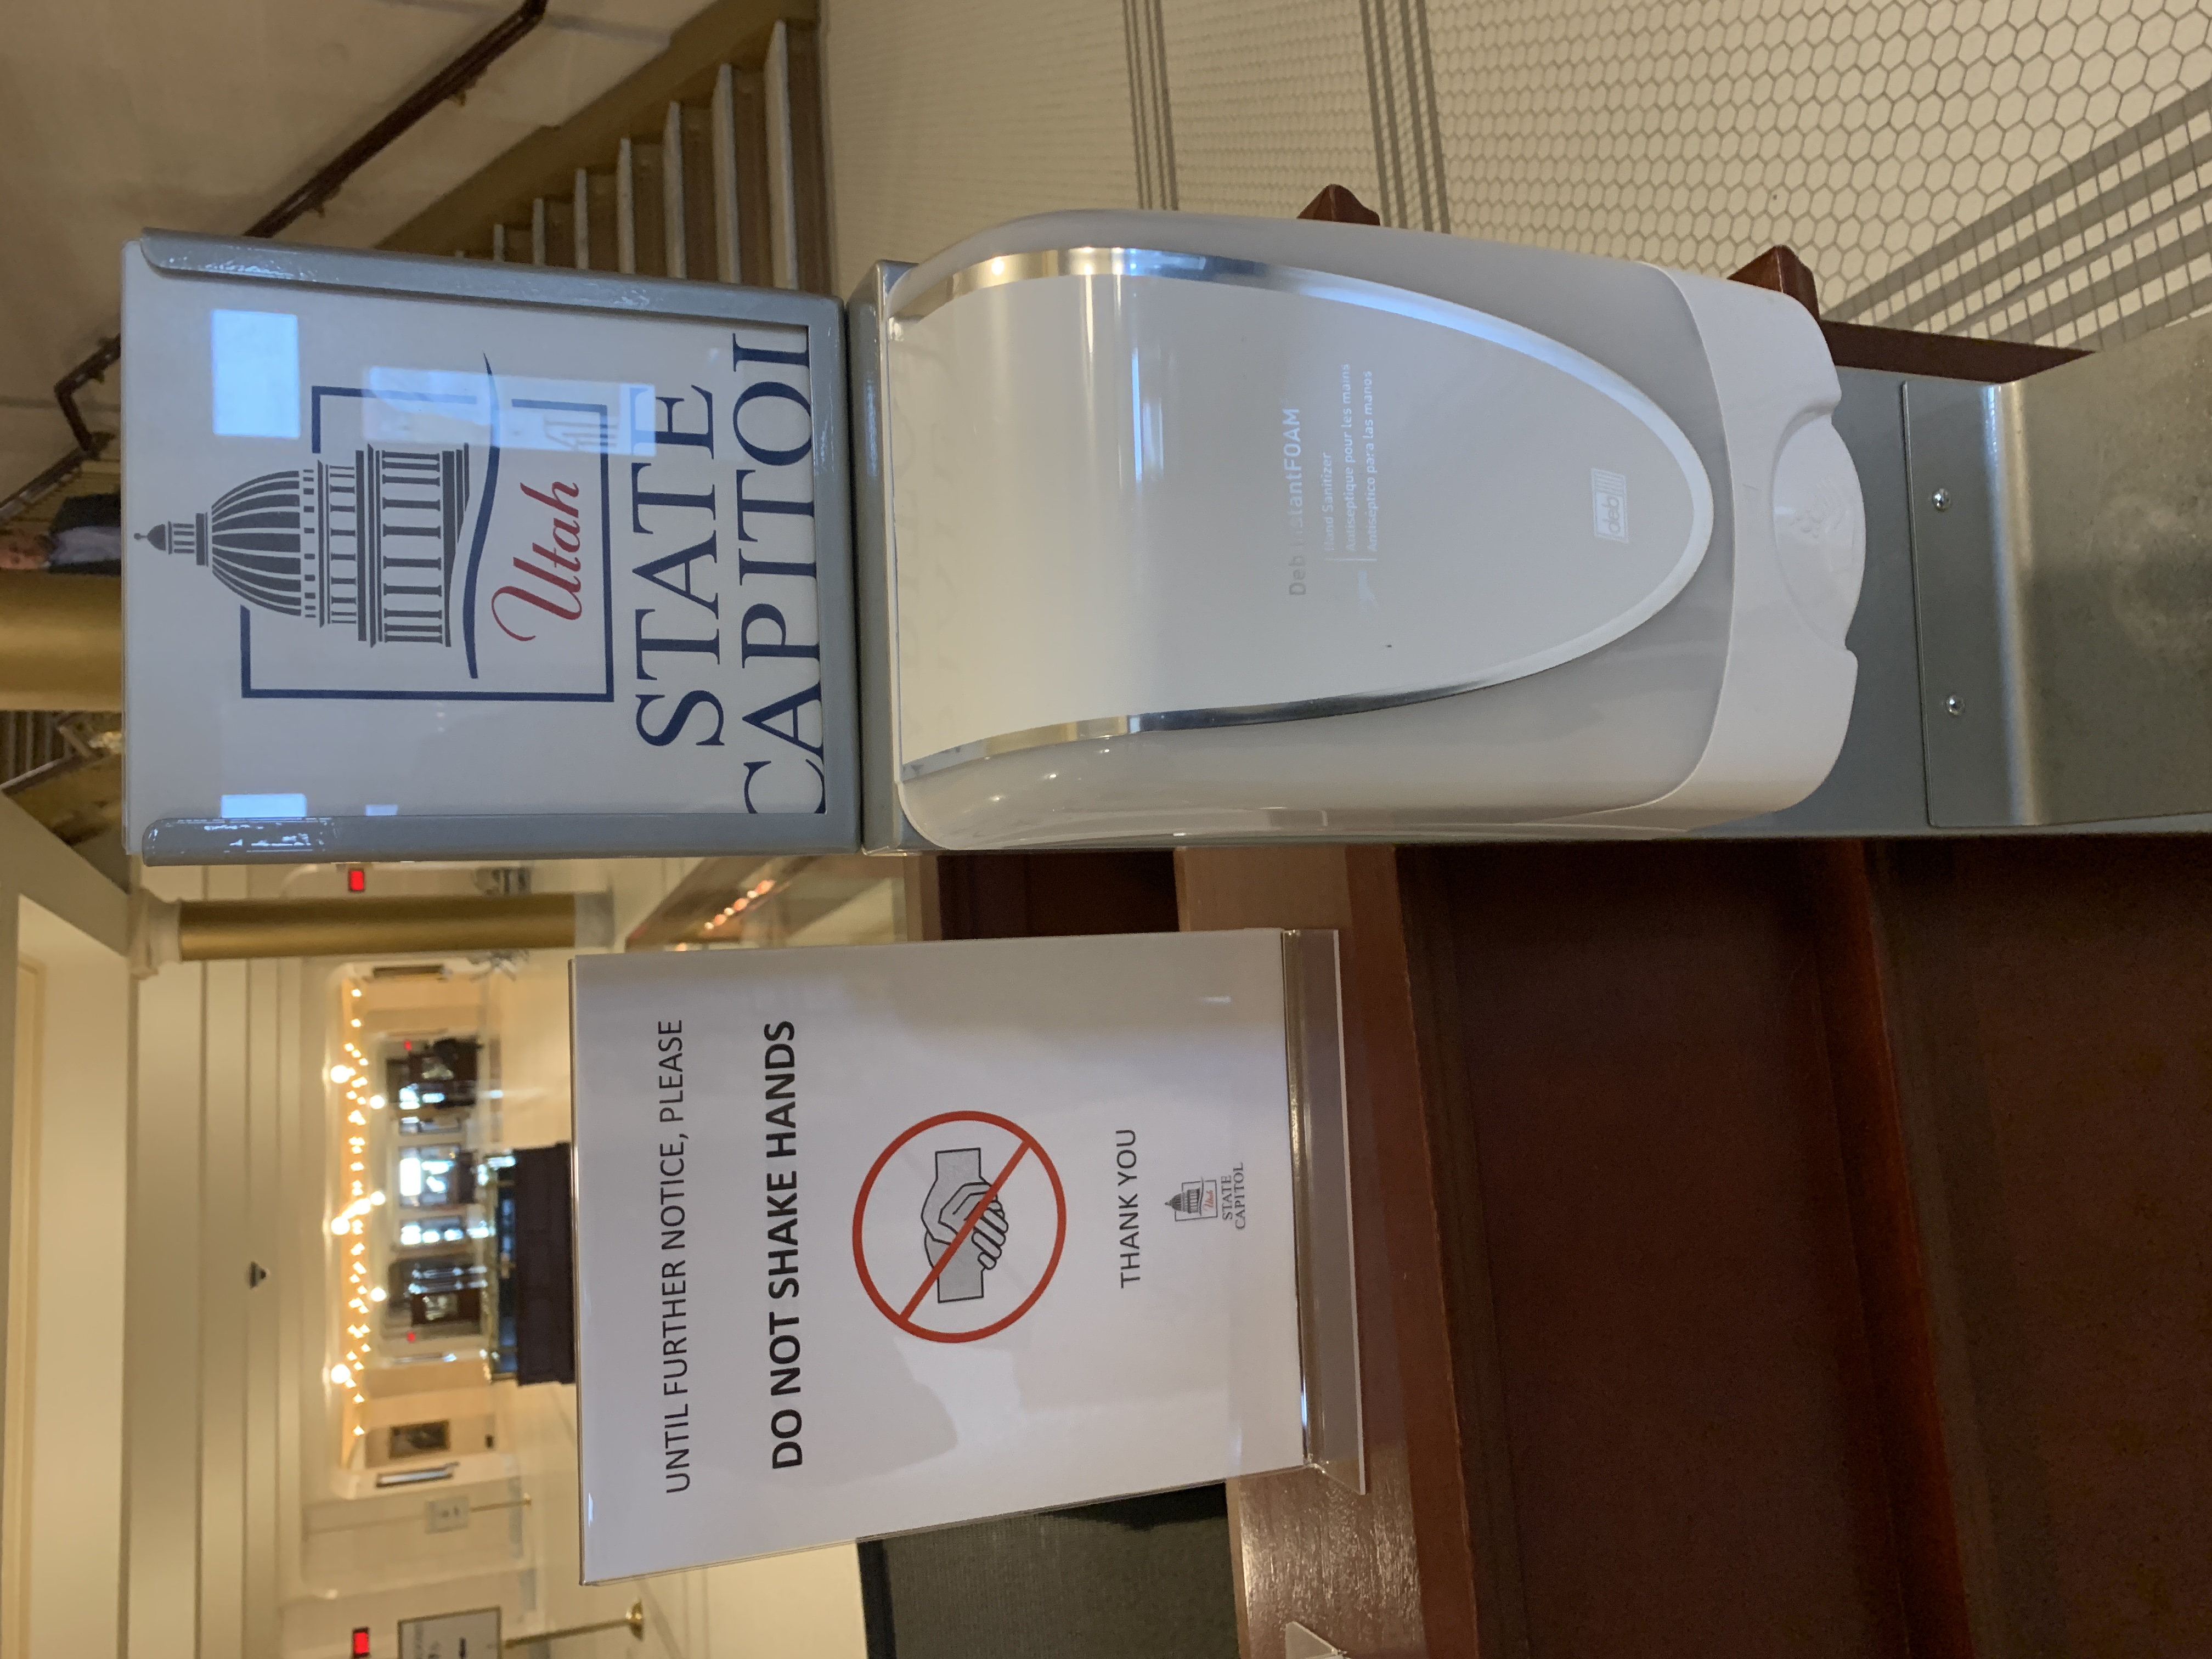 UNTIL FURTHER NOTICE, PLEASE
DO NOT SHAKE HANDS
THANK YOU
Utah
STATE
CAPITOL
Utah
STATE
CAPITOL
Deb InstantFOAM
Hand Sanitizer
Antiseptique pour les mains
Antiséptico para las manos
deb